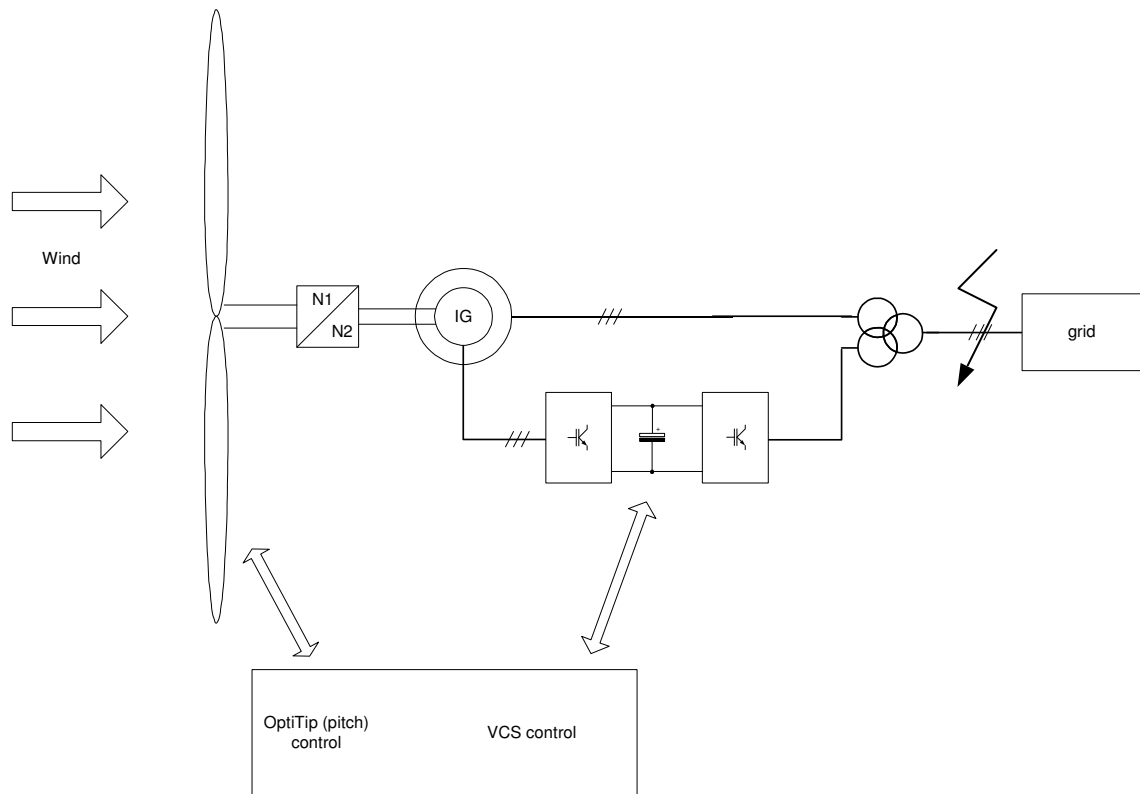 Wind
N1
N2
IG
grid
+
OptiTip (pitch)
control
VCS control